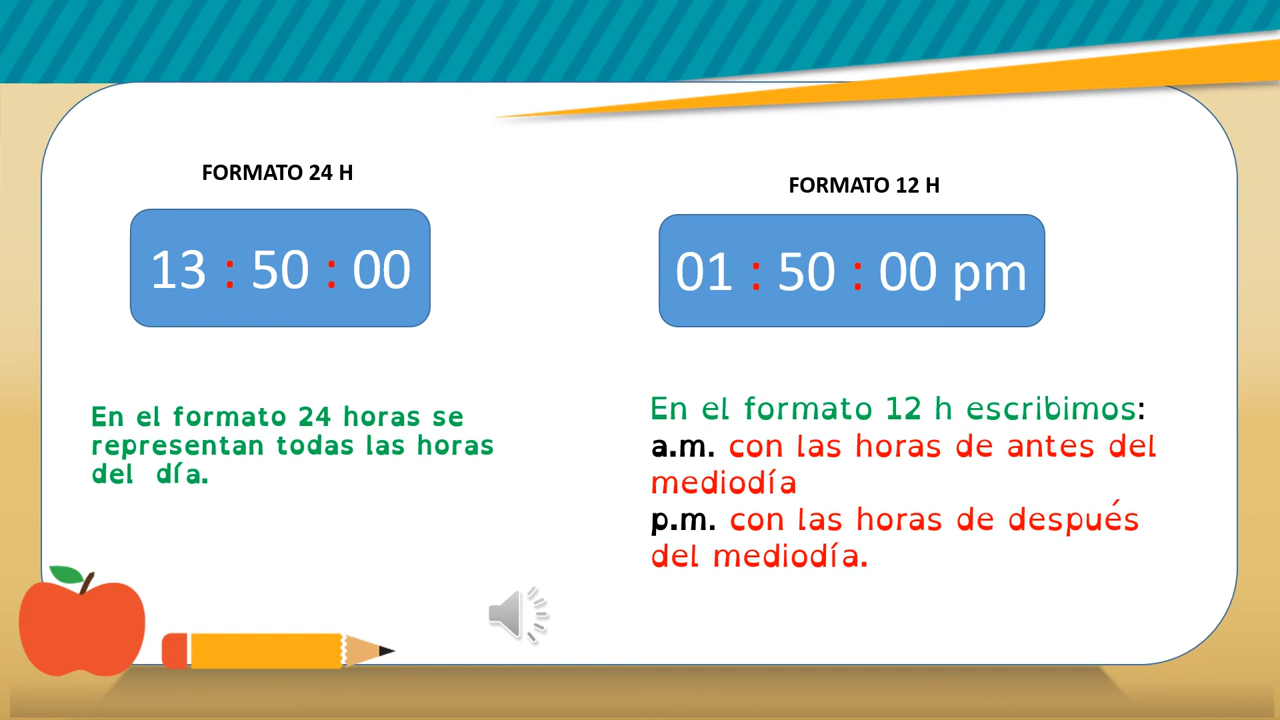 FORMATO 24 H
13 : 50 : 00
En el formato 24 horas se
representan todas las horas
del día.
FORMATO 12 H
01 : 50 : 00 pm
En el formato 12 h escribimos:
a.m. con las horas de antes del
mediodía
p.m. con las horas de después
del mediodía.